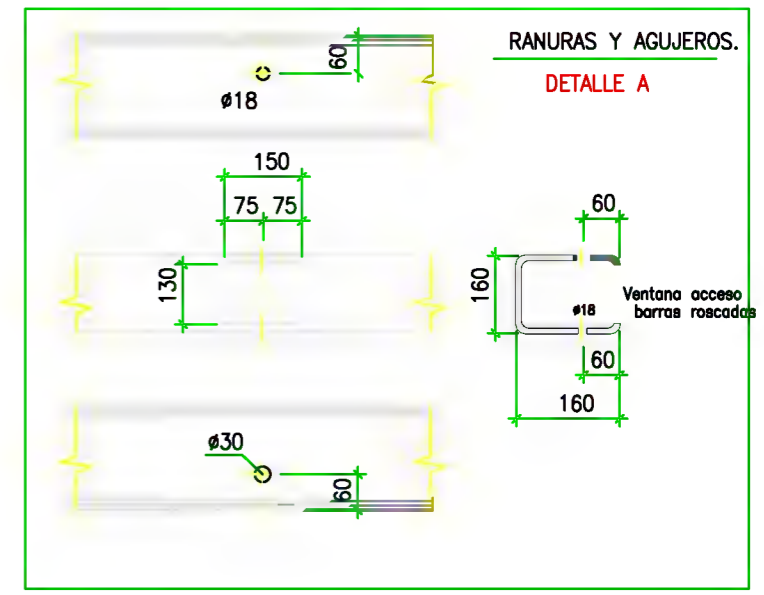 RANURAS Y AGUJEROS.
DETALLE A
60
ø18
150
75 75
130
60
160
Ventana acceso
barras roscadas
ø18
60
160
ø30
60